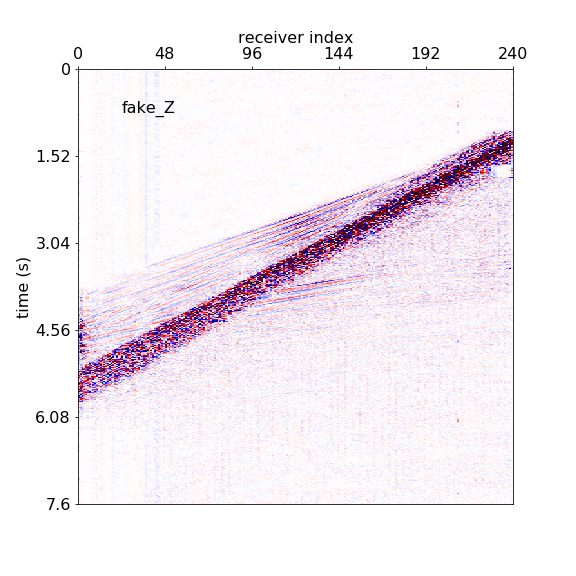 receiver index
0 48 96 144 192 240
0
fake_Z
1.52
3.04
time (s)
4.56
6.08
7.6